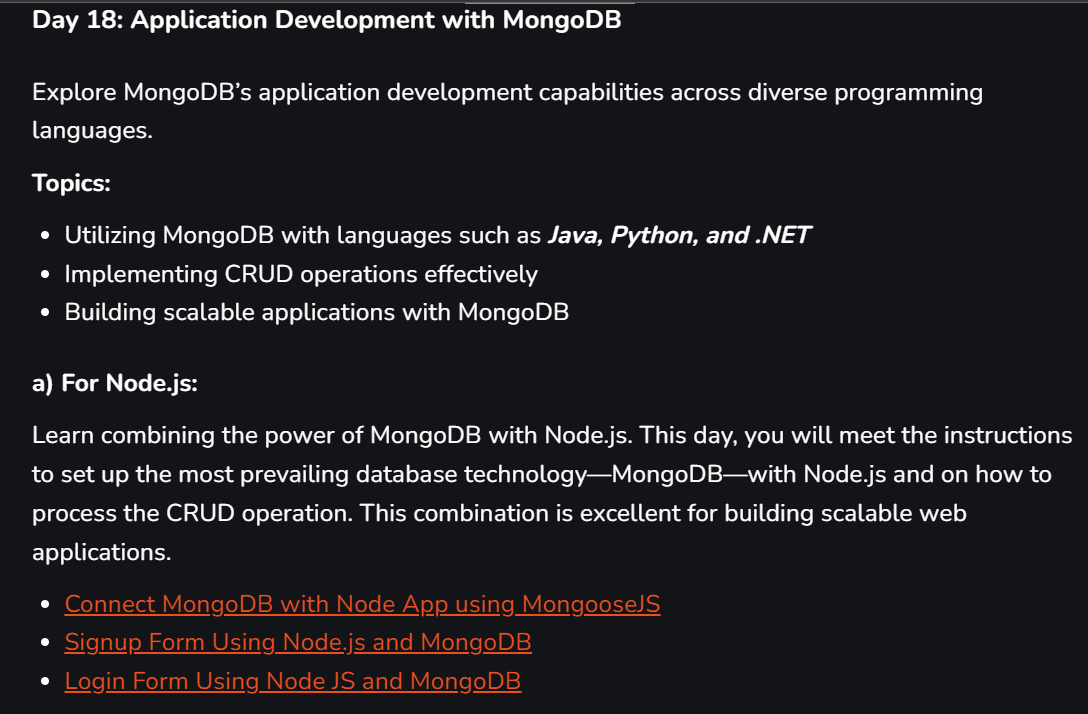 Day 18: Application Development with MongoDB
Explore MongoDB’s application development capabilities across diverse programming
languages.
Topics:
• Utilizing MongoDB with languages such as Java, Python, and .NET
• Implementing CRUD operations effectively
• Building scalable applications with MongoDB
a) For Node.js:
Learn combining the power of MongoDB with Node.js. This day, you will meet the instructions
to set up the most prevailing database technology—MongoDB—with Node.js and on how to
process the CRUD operation. This combination is excellent for building scalable web
applications.
• Connect MongoDB with Node App using MongooseJS
• Signup Form Using Node.js and MongoDB
• Login Form Using Node JS and MongoDB